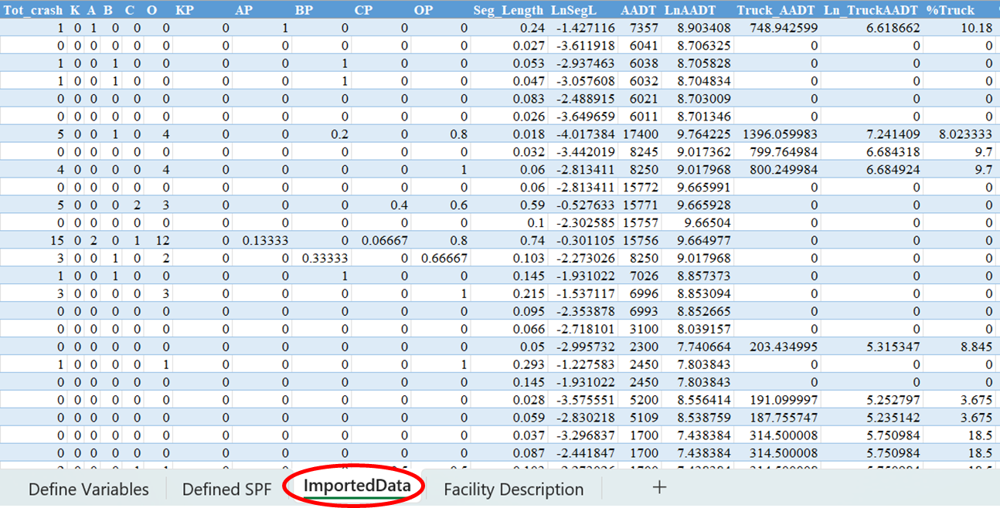 Tot_crash K A B C O KP AP BP CP OP Seg_Length LnSegL AADT LnAADT Truck_AADT Ln_TruckAADT %Truck
1 0 1 0 0 0 0 1 0 0 0 0.24 -1.427116 7357 8.903408 748.942599 6.618662 10.18
0 0 0 0 0 0 0 0 0 0 0 0.027 -3.611918 6041 8.706325 0 0 0
1 0 0 1 0 0 0 0 1 0 0 0.053 -2.937463 6038 8.705828 0 0 0
1 0 0 1 0 0 0 0 1 0 0 0.047 -3.057608 6032 8.704834 0 0 0
0 0 0 0 0 0 0 0 0 0 0 0.083 -2.488915 6021 8.703009 0 0 0
0 0 0 0 0 0 0 0 0 0 0 0.026 -3.649659 6011 8.701346 0 0 0
5 0 0 1 0 4 0 0 0.2 0 0.8 0.018 -4.017384 17400 9.764225 1396.059983 7.241409 8.023333
0 0 0 0 0 0 0 0 0 0 0 0.032 -3.442019 8245 9.017362 799.764984 6.684318 9.7
4 0 0 0 0 4 0 0 0 0 1 0.06 -2.813411 8250 9.017968 800.249984 6.684924 9.7
0 0 0 0 0 0 0 0 0 0 0 0.06 -2.813411 15772 9.665991 0 0 0
5 0 0 0 2 3 0 0 0 0.4 0.6 0.59 -0.527633 15771 9.665928 0 0 0
0 0 0 0 0 0 0 0 0 0 0 0.1 -2.302585 15757 9.66504 0 0 0
15 0 2 0 1 12 0 0.13333 0 0.06667 0.8 0.74 -0.301105 15756 9.664977 0 0 0
3 0 0 1 0 2 0 0 0.33333 0 0.66667 0.103 -2.273026 8250 9.017968 0 0 0
1 0 0 1 0 0 0 0 1 0 0 0.145 -1.931022 7026 8.857373 0 0 0
3 0 0 0 0 3 0 0 0 0 1 0.215 -1.537117 6996 8.853094 0 0 0
0 0 0 0 0 0 0 0 0 0 0 0.095 -2.353878 6993 8.852665 0 0 0
0 0 0 0 0 0 0 0 0 0 0 0.066 -2.718101 3100 8.039157 0 0 0
0 0 0 0 0 0 0 0 0 0 0 0.05 -2.995732 2300 7.740664 203.434995 5.315347 8.845
1 0 0 0 0 1 0 0 0 0 1 0.293 -1.227583 2450 7.803843 0 0 0
0 0 0 0 0 0 0 0 0 0 0 0.145 -1.931022 2450 7.803843 0 0 0
0 0 0 0 0 0 0 0 0 0 0 0.028 -3.575551 5200 8.556414 191.099997 5.252797 3.675
0 0 0 0 0 0 0 0 0 0 0 0.059 -2.830218 5109 8.538759 187.755747 5.235142 3.675
0 0 0 0 0 0 0 0 0 0 0 0.037 -3.296837 1700 7.438384 314.500008 5.750984 18.5
0 0 0 0 0 0 0 0 0 0 0 0.087 -2.441847 1700 7.438384 314.500008 5.750984 18.5
Define Variables Defined SPF ImportedData Facility Description +